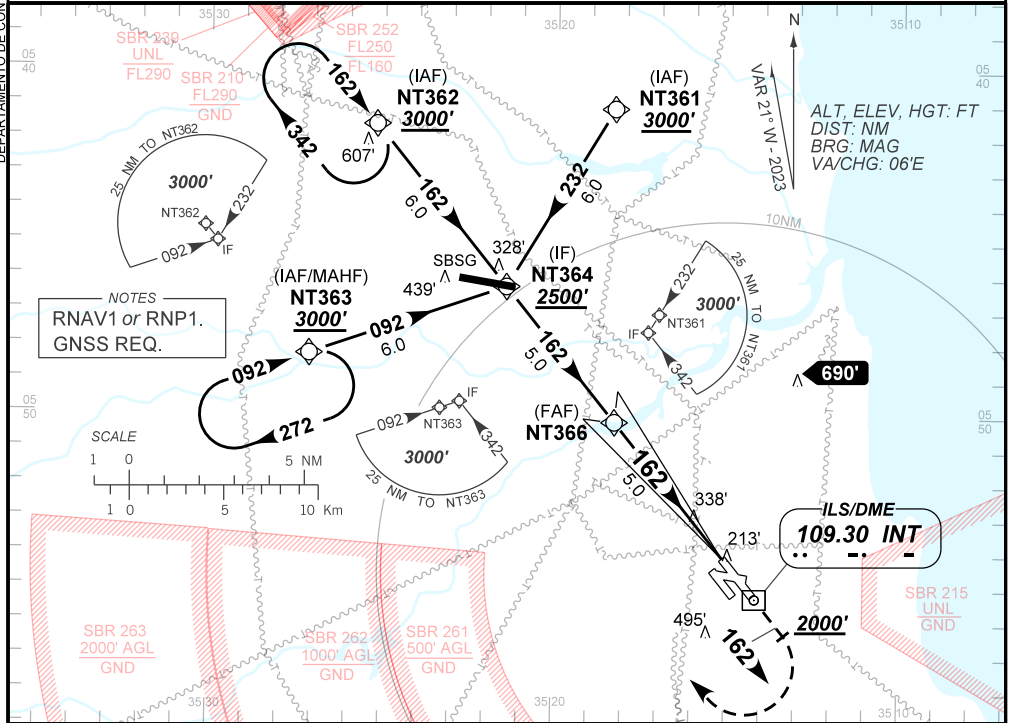 DEPARTAMENTO DE CON
35 30
35 20
35 10
05 40
05 40
SBR 239
UNL
FL290
SBR 252
FL250
FL160
SBR 210
FL290
GND
(IAF)
NT362
3000'
(IAF)
NT361
3000'
N
VAR 21° W - 2023
ALT, ELEV, HGT: FT
DIST: NM
BRG: MAG
VA/CHG: 06'E
162
342
607'
25 NM TO NT362
3000'
232
NT362
IF
092
162
6.0
232
6.0
10NM
SBSG
328'
439'
(IF)
NT364
2500'
(IAF/MAHF)
NT363
3000'
NOTES
RNAV1 or RNP1.
GNSS REQ.
092
6.0
092
272
25 NM TO NT361
232
3000'
NT361
IF
342
162
5.0
690'
05 50
05 50
(FAF)
NT366
092
IF
NT363
342
3000'
25 NM TO NT363
SCALE
1 0 5 NM
1 0 5 10 Km
162
5.0
338'
213'
ILS/DME
109.30 INT
.. -. -
SBR 263
2000' AGL
GND
SBR 262
1000' AGL
GND
SBR 261
500' AGL
GND
SBR 215
UNL
GND
495'
2000'
162
35 30
35 20
35 10